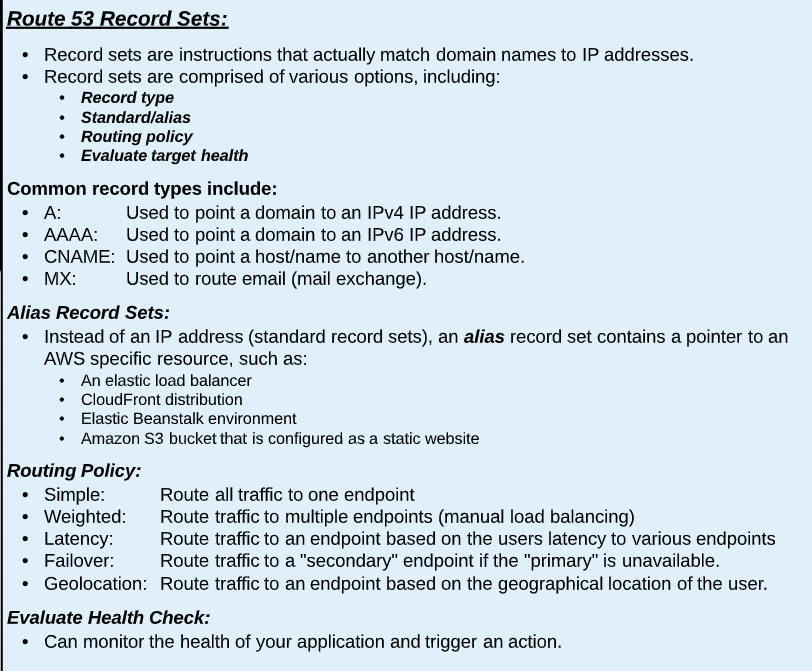 Route 53 Record Sets:
• Record sets are instructions that actually match domain names to IP addresses.
• Record sets are comprised of various options, including:
• Record type
• Standard/alias
• Routing policy
• Evaluate target health
Common record types include:
• A: Used to point a domain to an IPv4 IP address.
• AAAA: Used to point a domain to an IPv6 IP address.
• CNAME: Used to point a host/name to another host/name.
• MX: Used to route email (mail exchange).
Alias Record Sets:
• Instead of an IP address (standard record sets), an alias record set contains a pointer to an
AWS specific resource, such as:
• An elastic load balancer
• CloudFront distribution
• Elastic Beanstalk environment
• Amazon S3 bucket that is configured as a static website
Routing Policy:
• Simple: Route all traffic to one endpoint
• Weighted: Route traffic to multiple endpoints (manual load balancing)
• Latency: Route traffic to an endpoint based on the users latency to various endpoints
• Failover: Route traffic to a "secondary" endpoint if the "primary" is unavailable.
• Geolocation: Route traffic to an endpoint based on the geographical location of the user.
Evaluate Health Check:
• Can monitor the health of your application and trigger an action.